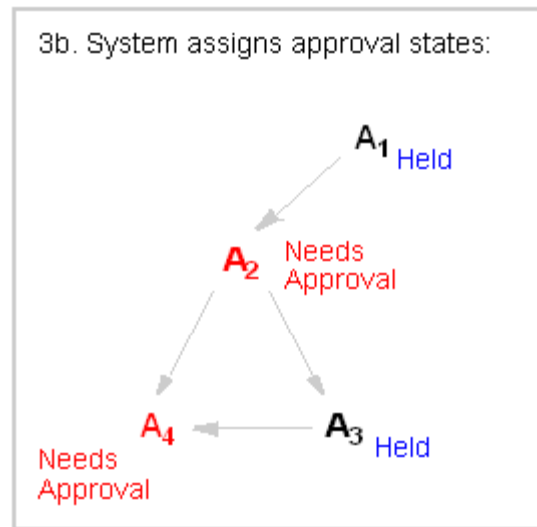 3b. System assigns approval states:
A₁ Held
A₂ Needs
Approval
A₄
Needs
Approval
A₃ Held